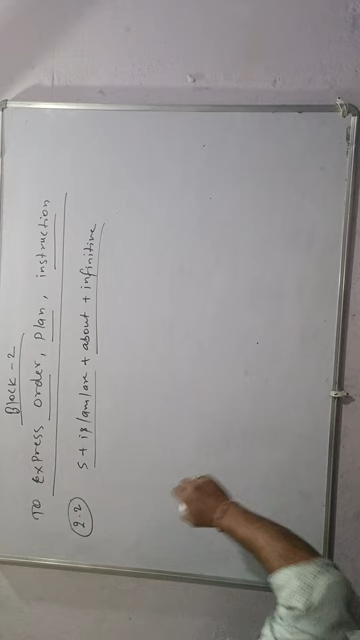 Block-2
To express order, plan, instruction
2.2 S + is/am/are + about + infinitive